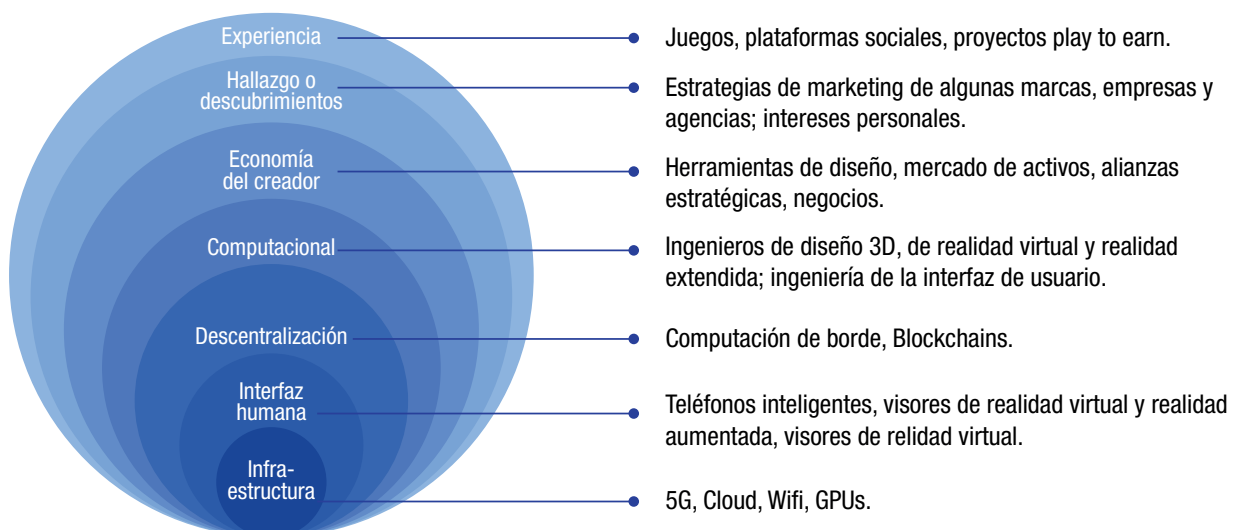 Experiencia
Juegos, plataformas sociales, proyectos play to earn.
Hallazgo o
descubrimientos
Estrategias de marketing de algunas marcas, empresas y
agencias; intereses personales.
Economía
del creador
Herramientas de diseño, mercado de activos, alianzas
estratégicas, negocios.
Computacional
Ingenieros de diseño 3D, de realidad virtual y realidad
extendida; ingeniería de la interfaz de usuario.
Descentralización
Computación de borde, Blockchains.
Interfaz
humana
Teléfonos inteligentes, visores de realidad virtual y realidad
aumentada, visores de relidad virtual.
Infra-
estructura
5G, Cloud, Wifi, GPUs.